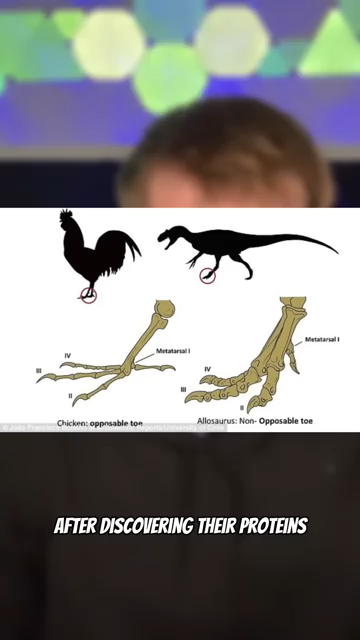 Metatarsal I
IV
III
II
Metatarsal I
IV
III
II
Chicken: opposable toe
Allosaurus: Non- Opposable toe
AFTER DISCOVERING THEIR PROTEINS